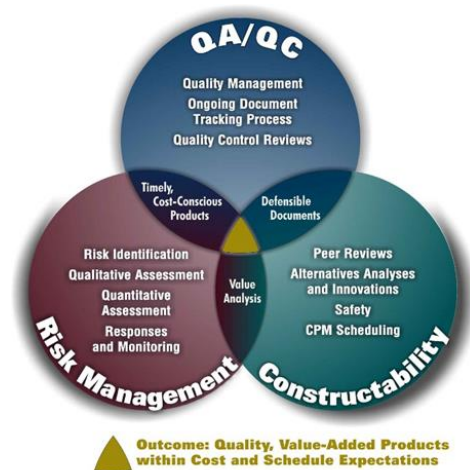 QA/QC
Quality Management
Ongoing Document
Tracking Process
Quality Control Reviews
Timely,
Cost-Conscious
Products
Defensible
Documents
Risk Identification
Qualitative Assessment
Quantitative
Assessment
Responses
and Monitoring
Value
Analysis
Peer Reviews
Alternatives Analyses
and Innovations
Safety
CPM Scheduling
Risk Management
Constructability
Outcome: Quality, Value-Added Products
within Cost and Schedule Expectations